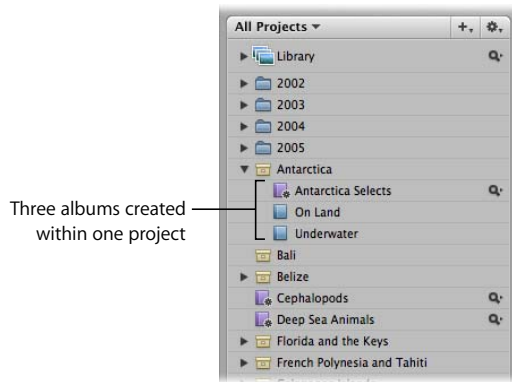 All Projects
Library
2002
2003
2004
2005
Antarctica
Antarctica Selects
Three albums created
within one project
On Land
Underwater
Bali
Belize
Cephalopods
Deep Sea Animals
Florida and the Keys
French Polynesia and Tahiti